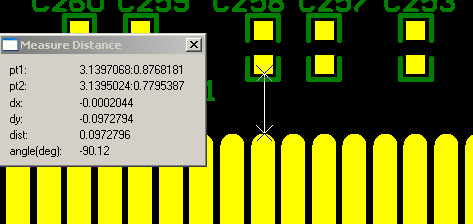 C260 C259 C258 C257 C253
Measure Distance
pt1: 3.1397068:0.8768181
pt2: 3.1395024:0.7795387
dx: -0.0002044
dy: -0.0972794
dist: 0.0972796
angle(deg): -90.12
1